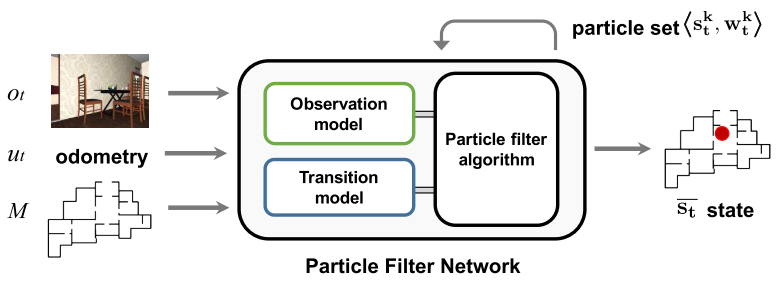 particle set ⟨s_t^k, w_t^k⟩
o_t
Observation
model
Particle filter
algorithm
u_t odometry
Transition
model
M
s̄_t state
Particle Filter Network